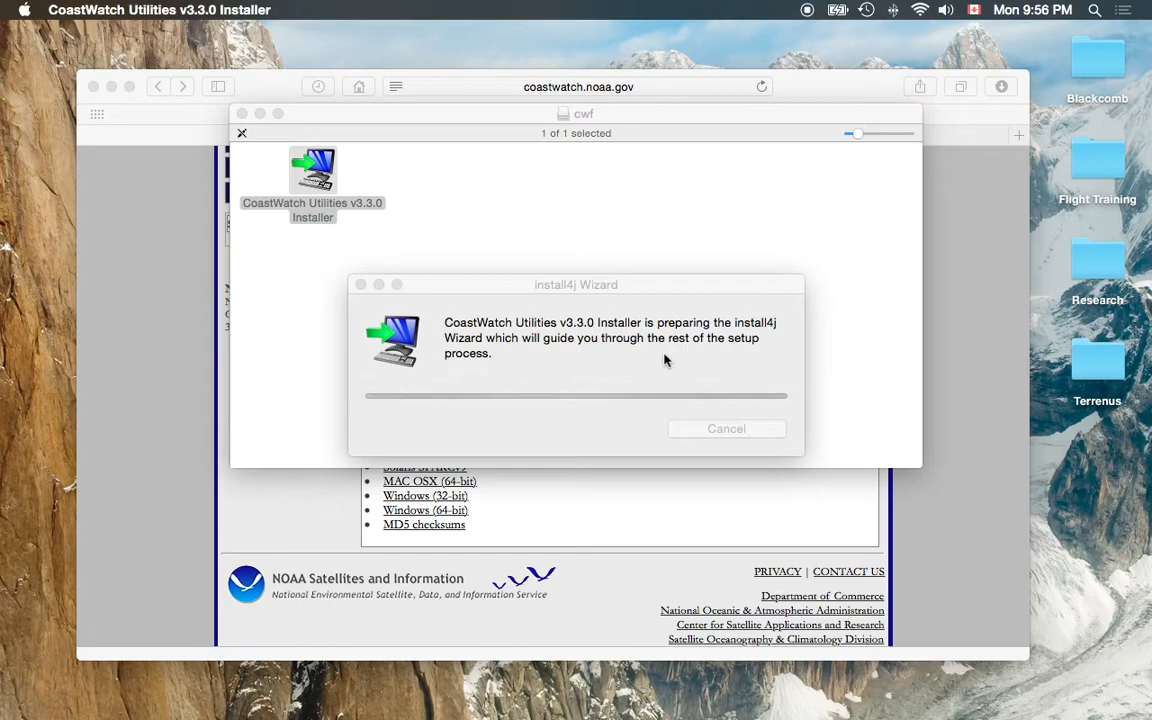 CoastWatch Utilities v3.3.0 Installer
Mon 9:56 PM
coastwatch.noaa.gov
cwf
1 of 1 selected
CoastWatch Utilities v3.3.0
Installer
install4j Wizard
CoastWatch Utilities v3.3.0 Installer is preparing the install4j
Wizard which will guide you through the rest of the setup
process.
Cancel
MAC OSX (64-bit)
Windows (32-bit)
Windows (64-bit)
MD5 checksums
NOAA Satellites and Information
National Environmental Satellite, Data, and Information Service
PRIVACY | CONTACT US
Department of Commerce
National Oceanic & Atmospheric Administration
Center for Satellite Applications and Research
Satellite Oceanography & Climatology Division
Blackcomb
Flight Training
Research
Terrenus